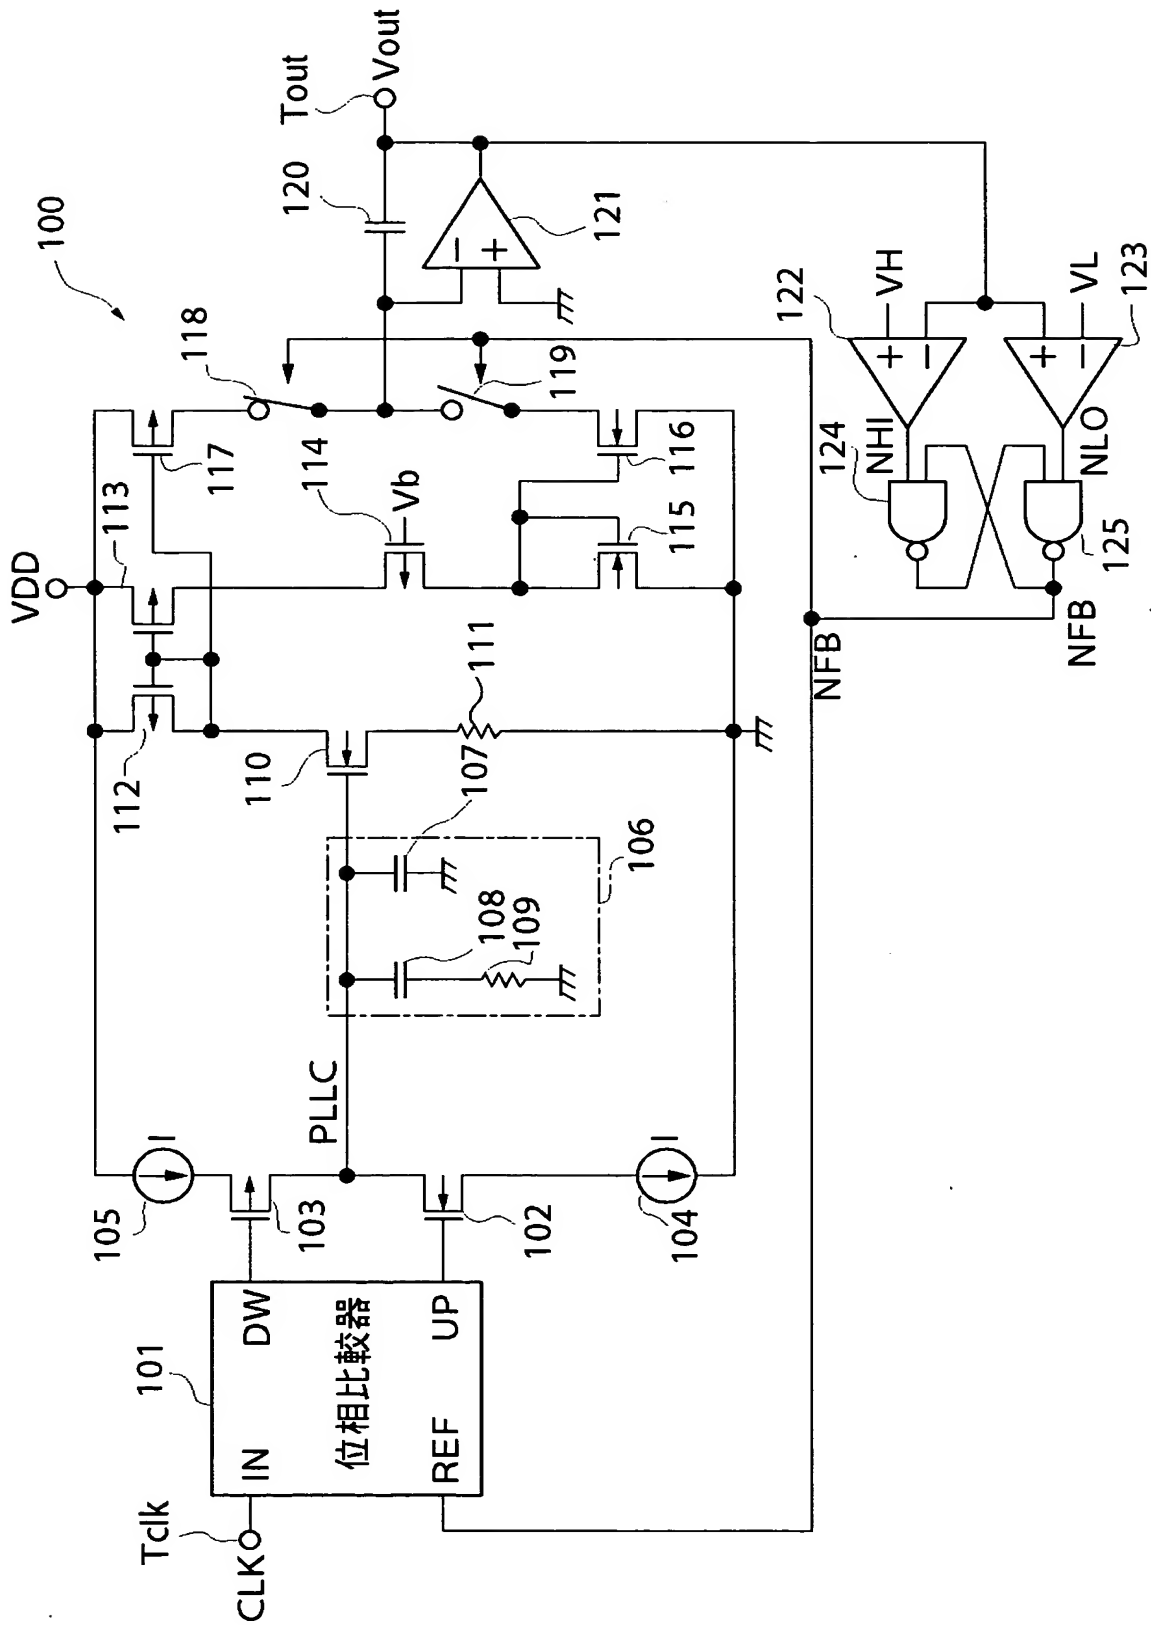 100
VDD
Tout
Vout
120
121
118
119
117
113
112
114
Vb
116
115
110
111
107
106
108
109
PLLC
I
105
103
102
I
104
101
Tclk
CLK
IN
DW
位相比較器
REF
UP
122
VH
+
−
123
VL
+
−
−
+
124
NHI
NLO
125
NFB
NFB